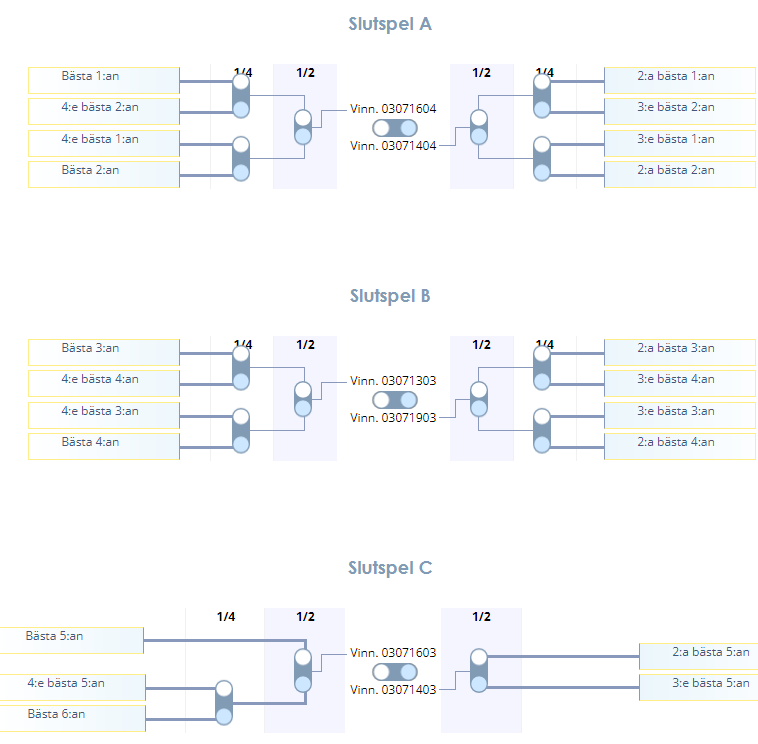 Slutspel A
1/4 1/2 1/2 1/4
Bästa 1:an 2:a bästa 1:an
4:e bästa 2:an Vinn. 03071604 3:e bästa 2:an
4:e bästa 1:an Vinn. 03071404 3:e bästa 1:an
Bästa 2:an 2:a bästa 2:an
Slutspel B
1/4 1/2 1/2 1/4
Bästa 3:an 2:a bästa 3:an
4:e bästa 4:an Vinn. 03071303 3:e bästa 4:an
4:e bästa 3:an Vinn. 03071903 3:e bästa 3:an
Bästa 4:an 2:a bästa 4:an
Slutspel C
1/4 1/2 1/2
Bästa 5:an
Vinn. 03071603 2:a bästa 5:an
4:e bästa 5:an Vinn. 03071403 3:e bästa 5:an
Bästa 6:an